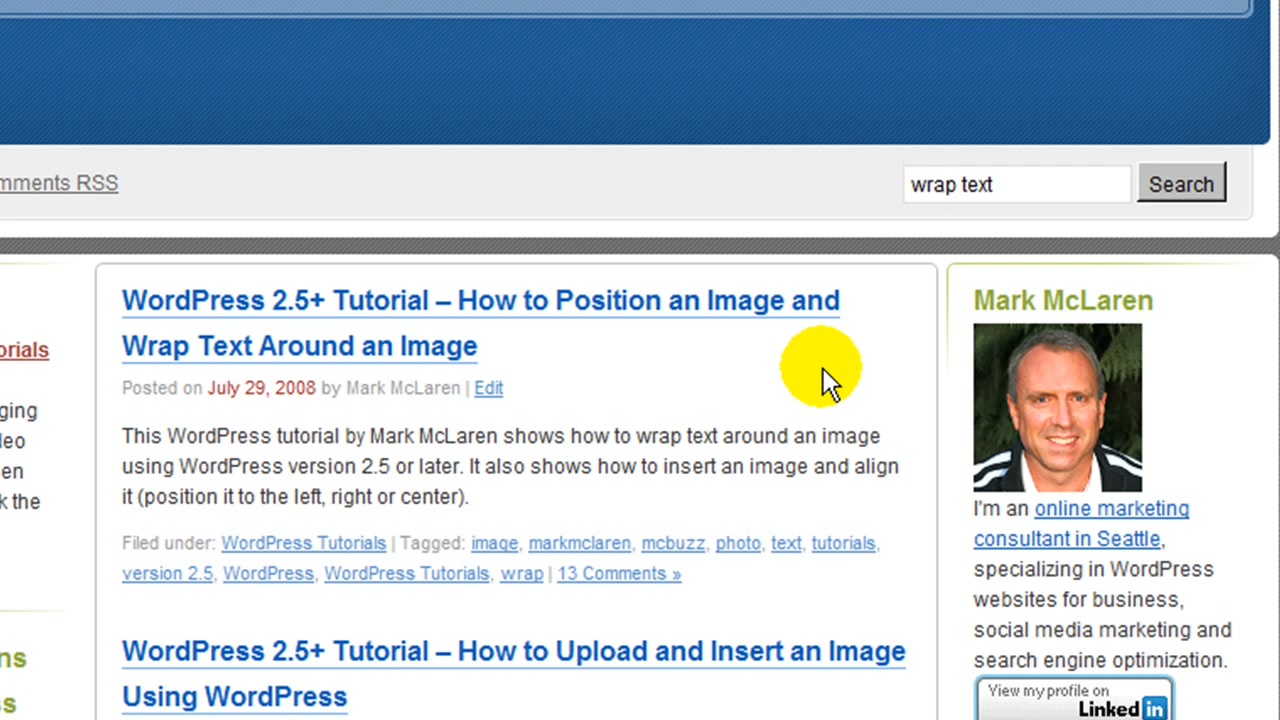 mments RSS
wrap text
Search
orials
ging
leo
en
k the
ns
s
WordPress 2.5+ Tutorial – How to Position an Image and
Wrap Text Around an Image
Posted on July 29, 2008 by Mark McLaren | Edit
This WordPress tutorial by Mark McLaren shows how to wrap text around an image
using WordPress version 2.5 or later. It also shows how to insert an image and align
it (position it to the left, right or center).
Filed under: WordPress Tutorials | Tagged: image, markmclaren, mcbuzz, photo, text, tutorials,
version 2.5, WordPress, WordPress Tutorials, wrap | 13 Comments »
WordPress 2.5+ Tutorial – How to Upload and Insert an Image
Using WordPress
Mark McLaren
I'm an online marketing
consultant in Seattle,
specializing in WordPress
websites for business,
social media marketing and
search engine optimization.
View my profile on
Linked in